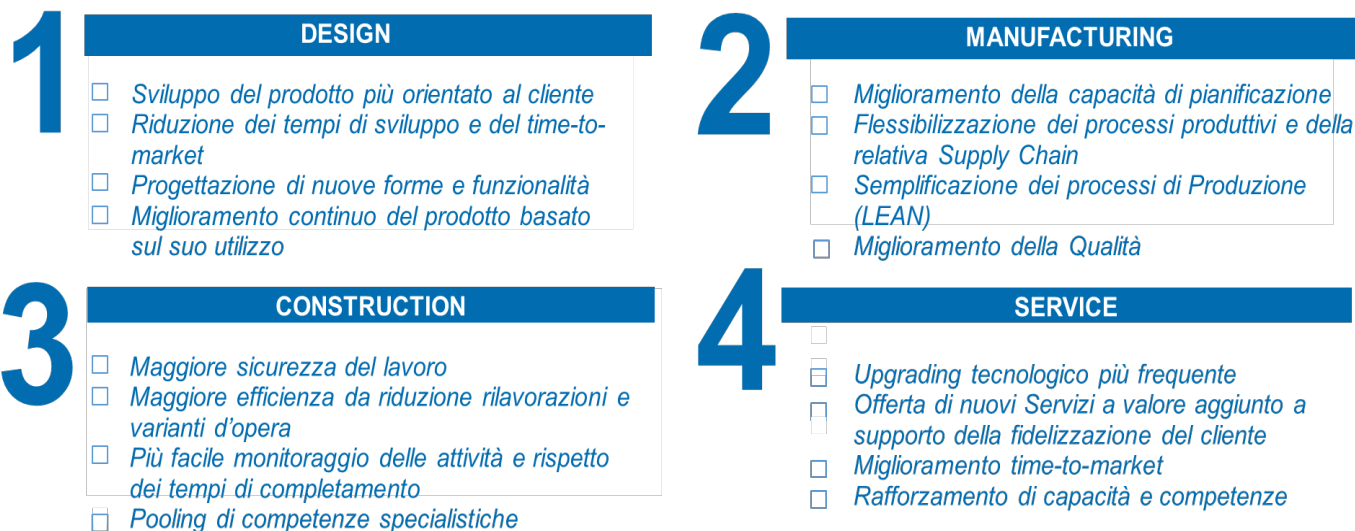 1
DESIGN
☐ Sviluppo del prodotto più orientato al cliente
☐ Riduzione dei tempi di sviluppo e del time-to-
market
☐ Progettazione di nuove forme e funzionalità
☐ Miglioramento continuo del prodotto basato
sul suo utilizzo
2
MANUFACTURING
☐ Miglioramento della capacità di pianificazione
☐ Flessibilizzazione dei processi produttivi e della
relativa Supply Chain
☐ Semplificazione dei processi di Produzione
(LEAN)
☐ Miglioramento della Qualità
3
CONSTRUCTION
☐ Maggiore sicurezza del lavoro
☐ Maggiore efficienza da riduzione rilavorazioni e
varianti d'opera
☐ Più facile monitoraggio delle attività e rispetto
dei tempi di completamento
☐ Pooling di competenze specialistiche
4
SERVICE
☐ Upgrading tecnologico più frequente
☐ Offerta di nuovi Servizi a valore aggiunto a
supporto della fidelizzazione del cliente
☐ Miglioramento time-to-market
☐ Rafforzamento di capacità e competenze